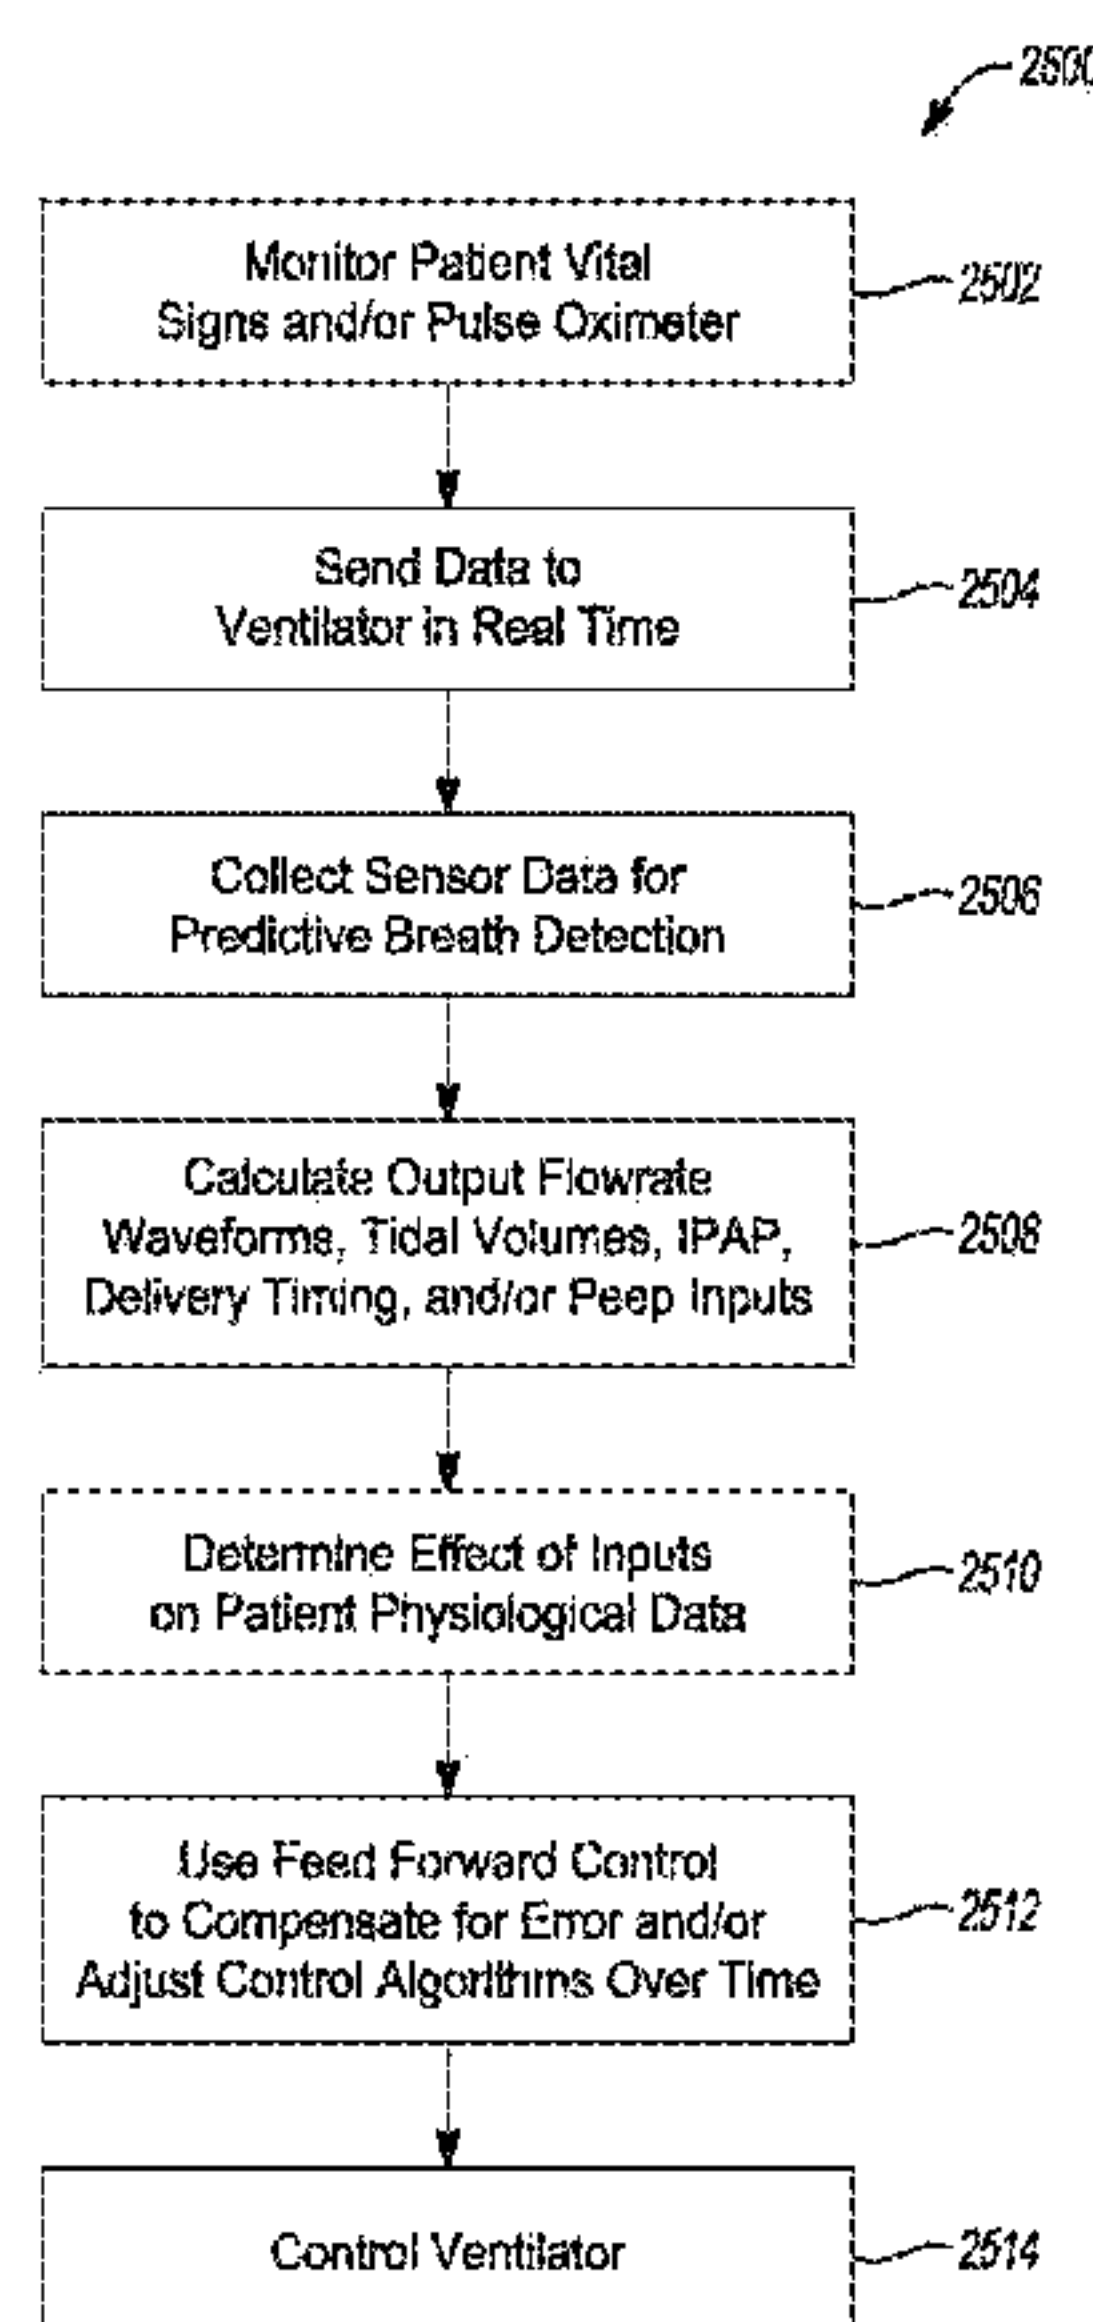 2500
Monitor Patient Vital
Signs and/or Pulse Oximeter
2502
Send Data to
Ventilator in Real Time
2504
Collect Sensor Data for
Predictive Breath Detection
2506
Calculate Output Flowrate
Waveforms, Tidal Volumes, IPAP,
Delivery Timing, and/or Peep Inputs
2508
Determine Effect of Inputs
on Patient Physiological Data
2510
Use Feed Forward Control
to Compensate for Error and/or
Adjust Control Algorithms Over Time
2512
Control Ventilator
2514